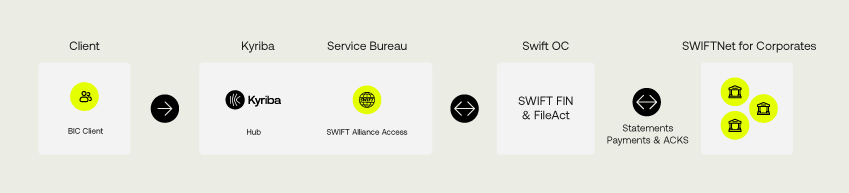 Client
Kyriba
Service Bureau
Swift OC
SWIFTNet for Corporates
BIC Client
Kyriba
Hub
SWIFT Alliance Access
SWIFT FIN
& FileAct
Statements
Payments & ACKS